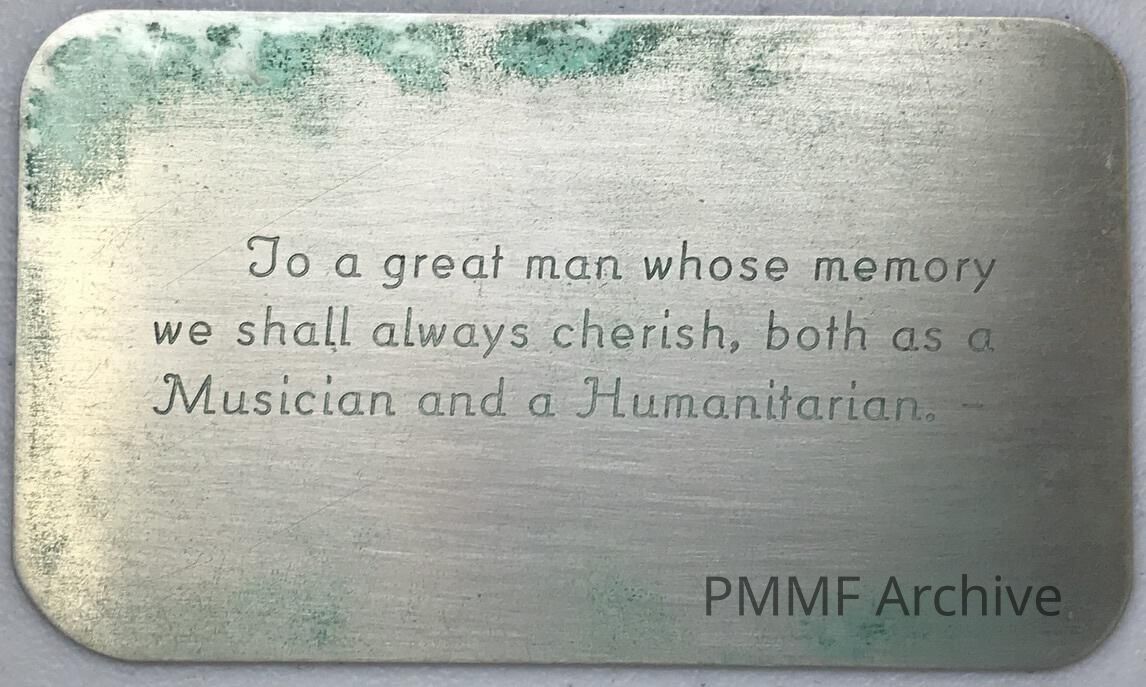 To a great man whose memory
we shall always cherish, both as a
Musician and a Humanitarian. –
PMMF Archive